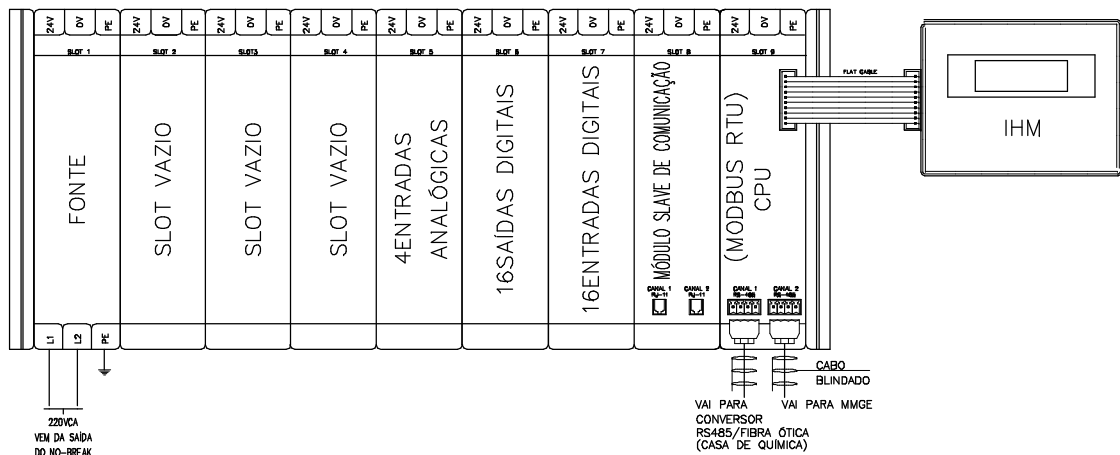 24V 0V PE 24V 0V PE 24V 0V PE 24V 0V PE 24V 0V PE 24V 0V PE 24V 0V PE 24V 0V PE 24V 0V PE
SLOT 1 SLOT 2 SLOT3 SLOT 4 SLOT 5 SLOT 6 SLOT 7 SLOT 8 SLOT 9
FONTE
SLOT VAZIO
SLOT VAZIO
SLOT VAZIO
4ENTRADAS
ANALÓGICAS
16SAÍDAS DIGITAIS
16ENTRADAS DIGITAIS
MÓDULO SLAVE DE COMUNICAÇÃO
(MODBUS RTU)
CPU
FLAT CABLE
IHM
CANAL 1
RJ-11
CANAL 2
RJ-11
CANAL 1
RS-485
CANAL 2
RS-485
L1 L2 PE
220VCA
VEM DA SAÍDA
DO NO-BREAK
CABO
BLINDADO
VAI PARA
CONVERSOR
RS485/FIBRA ÓTICA
(CASA DE QUÍMICA)
VAI PARA MMGE